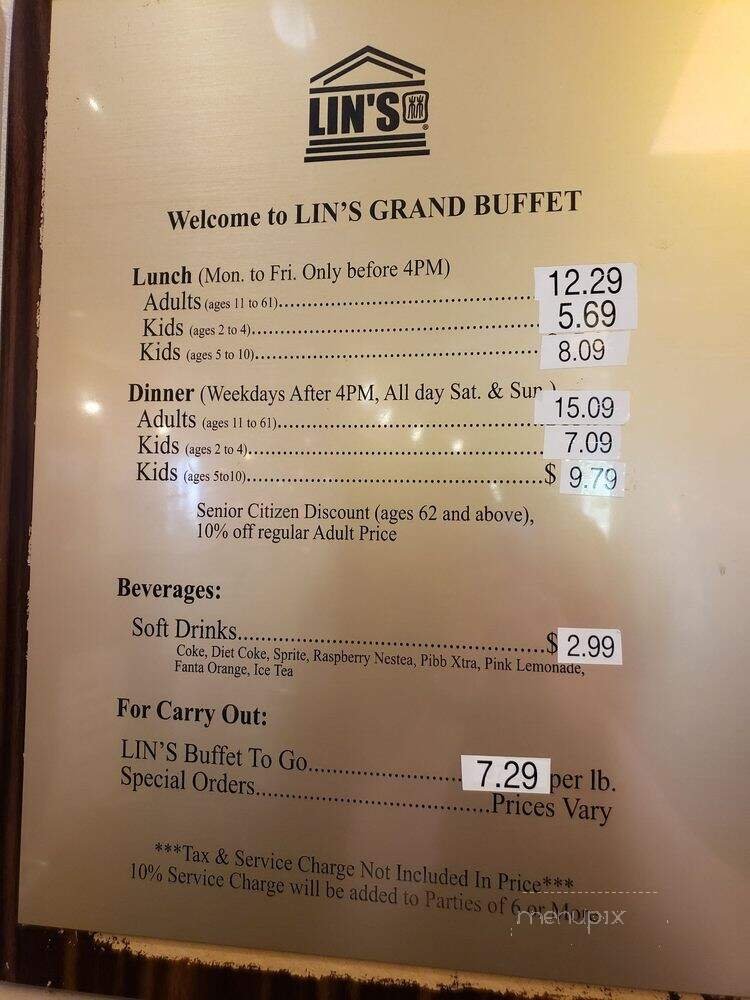 LIN'S 林®
Welcome to LIN'S GRAND BUFFET
Lunch (Mon. to Fri. Only before 4PM)
Adults (ages 11 to 61)........................................ 12.29
Kids (ages 2 to 4)............................................. 5.69
Kids (ages 5 to 10)............................................ 8.09
Dinner (Weekdays After 4PM, All day Sat. & Sun.)
Adults (ages 11 to 61)........................................ 15.09
Kids (ages 2 to 4)............................................. 7.09
Kids (ages 5to10)..............................................$ 9.79
Senior Citizen Discount (ages 62 and above),
10% off regular Adult Price
Beverages:
Soft Drinks..............................................$ 2.99
Coke, Diet Coke, Sprite, Raspberry Nestea, Pibb Xtra, Pink Lemonade,
Fanta Orange, Ice Tea
For Carry Out:
LIN'S Buffet To Go........................ 7.29 per lb.
Special Orders......................................Prices Vary
***Tax & Service Charge Not Included In Price***
10% Service Charge will be added to Parties of 6 or More
menupix